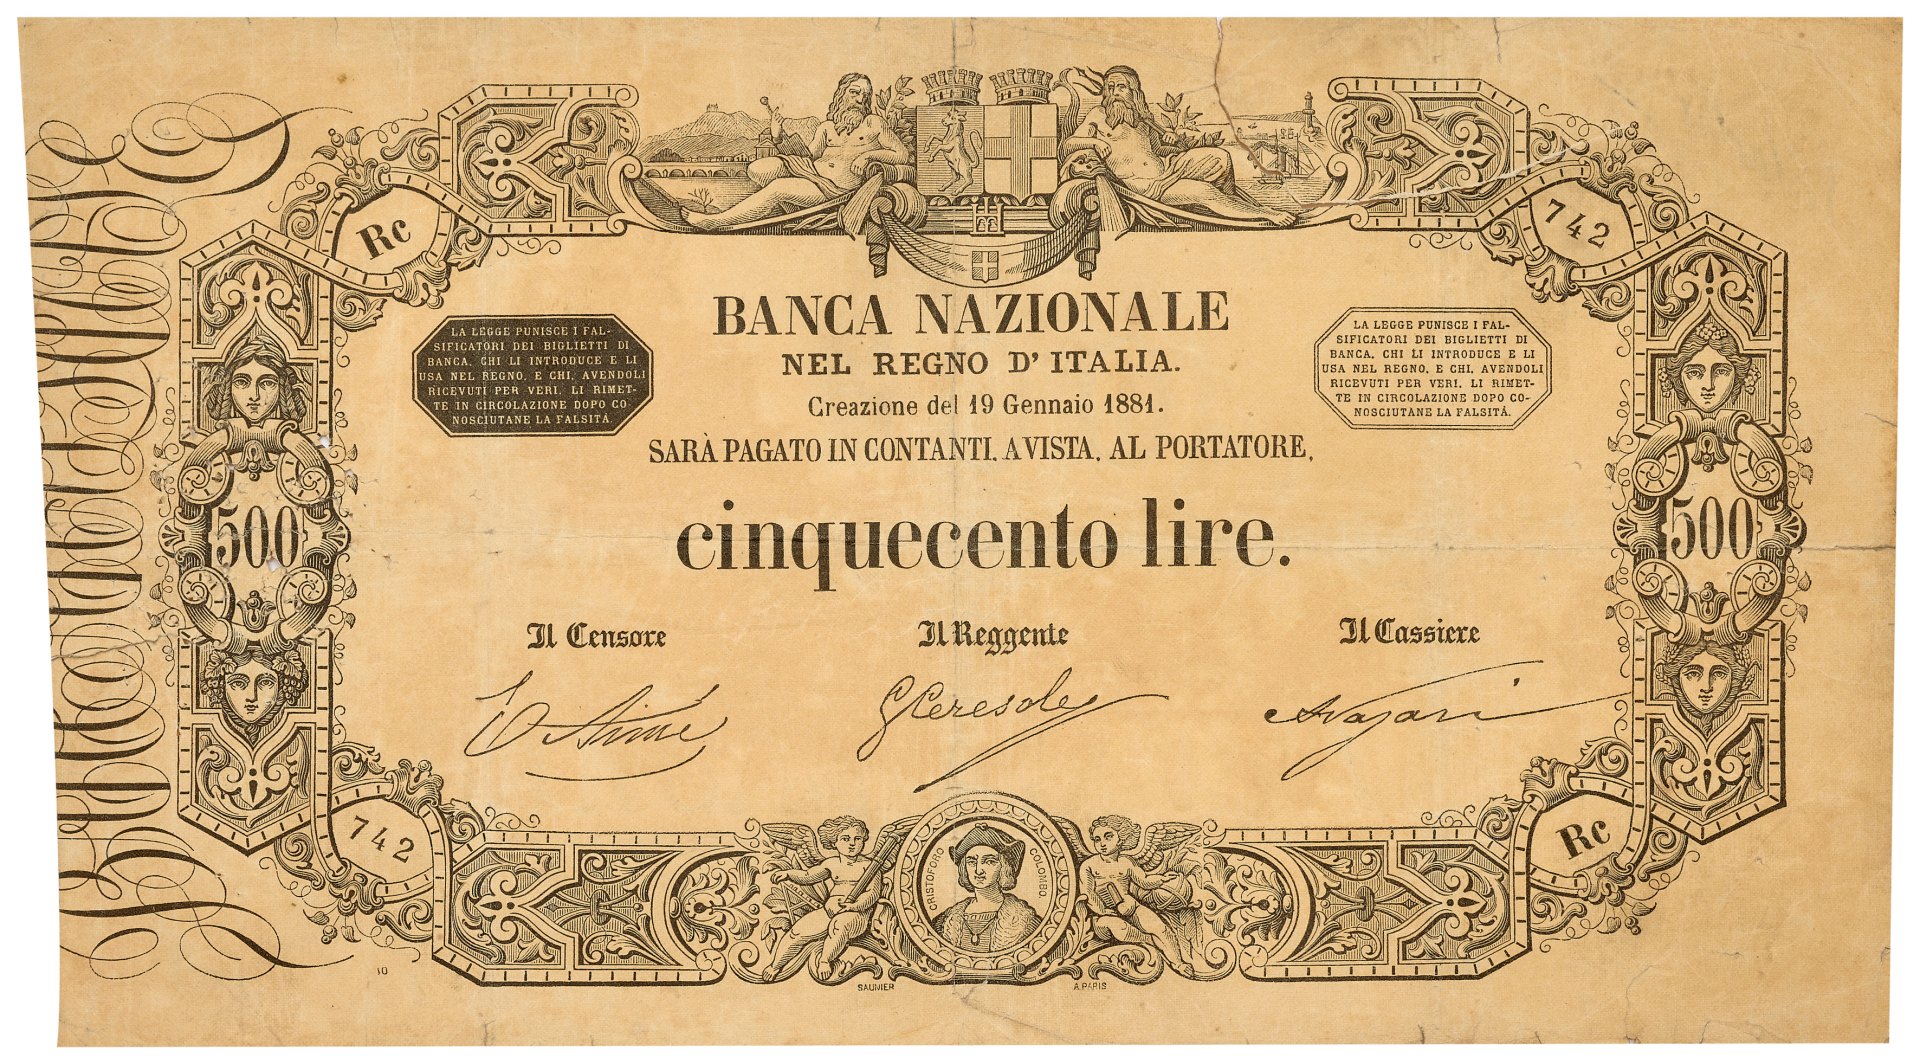 Rc
742
BANCA NAZIONALE
NEL REGNO D' ITALIA.
Creazione del 19 Gennaio 1881.
SARÀ PAGATO IN CONTANTI, A VISTA, AL PORTATORE,
cinquecento lire.
LA LEGGE PUNISCE I FAL-
SIFICATORI DEI BIGLIETTI DI
BANCA, CHI LI INTRODUCE E LI
USA NEL REGNO, E CHI, AVENDOLI
RICEVUTI PER VERI, LI RIMET-
TE IN CIRCOLAZIONE DOPO CO-
NOSCIUTANE LA FALSITÀ.
LA LEGGE PUNISCE I FAL-
SIFICATORI DEI BIGLIETTI DI
BANCA, CHI LI INTRODUCE E LI
USA NEL REGNO, E CHI, AVENDOLI
RICEVUTI PER VERI, LI RIMET-
TE IN CIRCOLAZIONE DOPO CO-
NOSCIUTANE LA FALSITÁ.
500
500
Il Censore
Il Reggente
Il Cassiere
GCeresole
742
Rc
CRISTOFORO COLOMBO
SAUNIER
A. PARIS